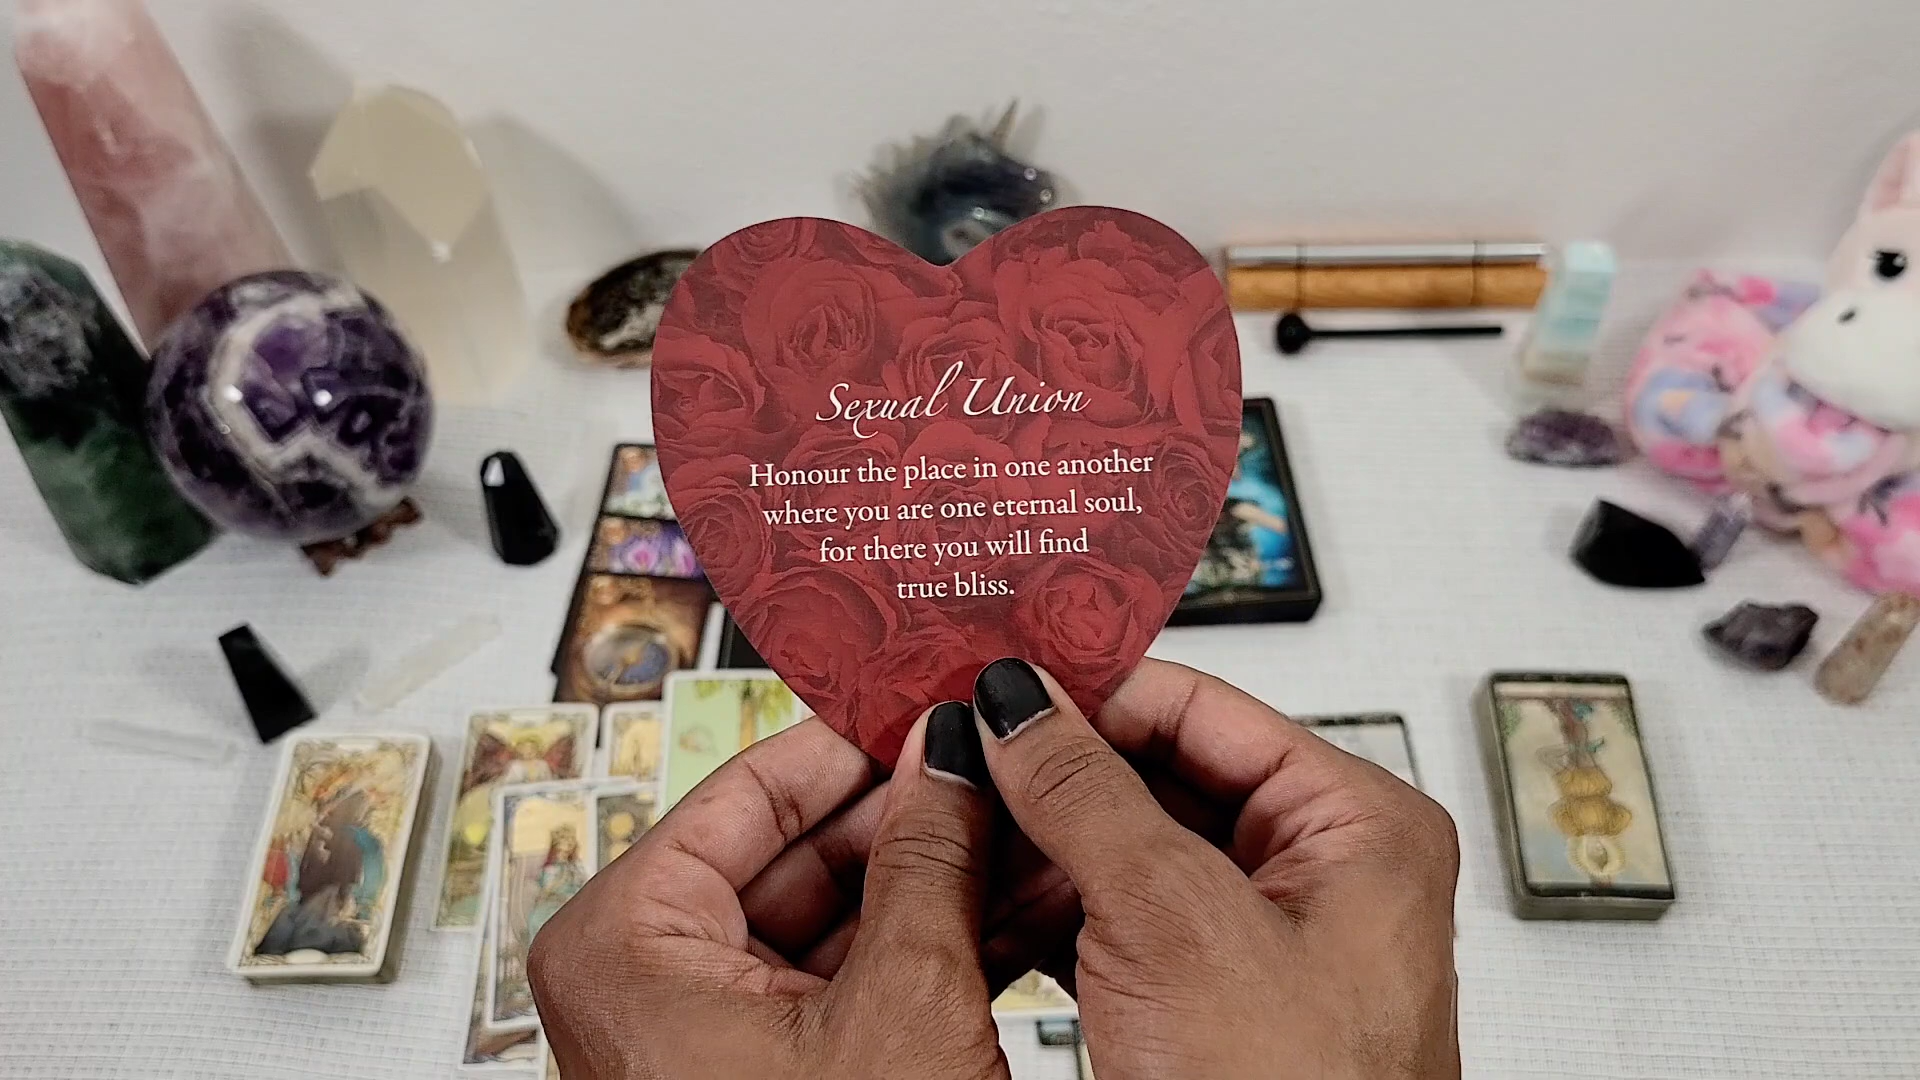 Sexual Union
Honour the place in one another
where you are one eternal soul,
for there you will find
true bliss.